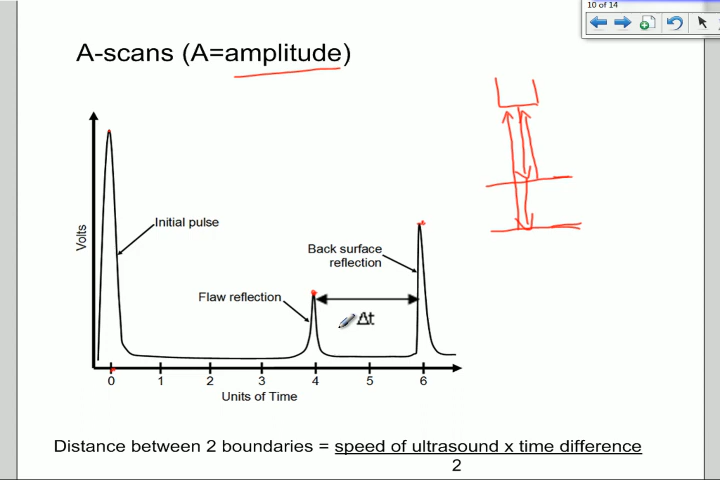 10 of 14
A-scans (A=amplitude)
Volts
Initial pulse
Back surface
reflection
Flaw reflection
Δt
0 1 2 3 4 5 6
Units of Time
Distance between 2 boundaries = speed of ultrasound x time difference
2